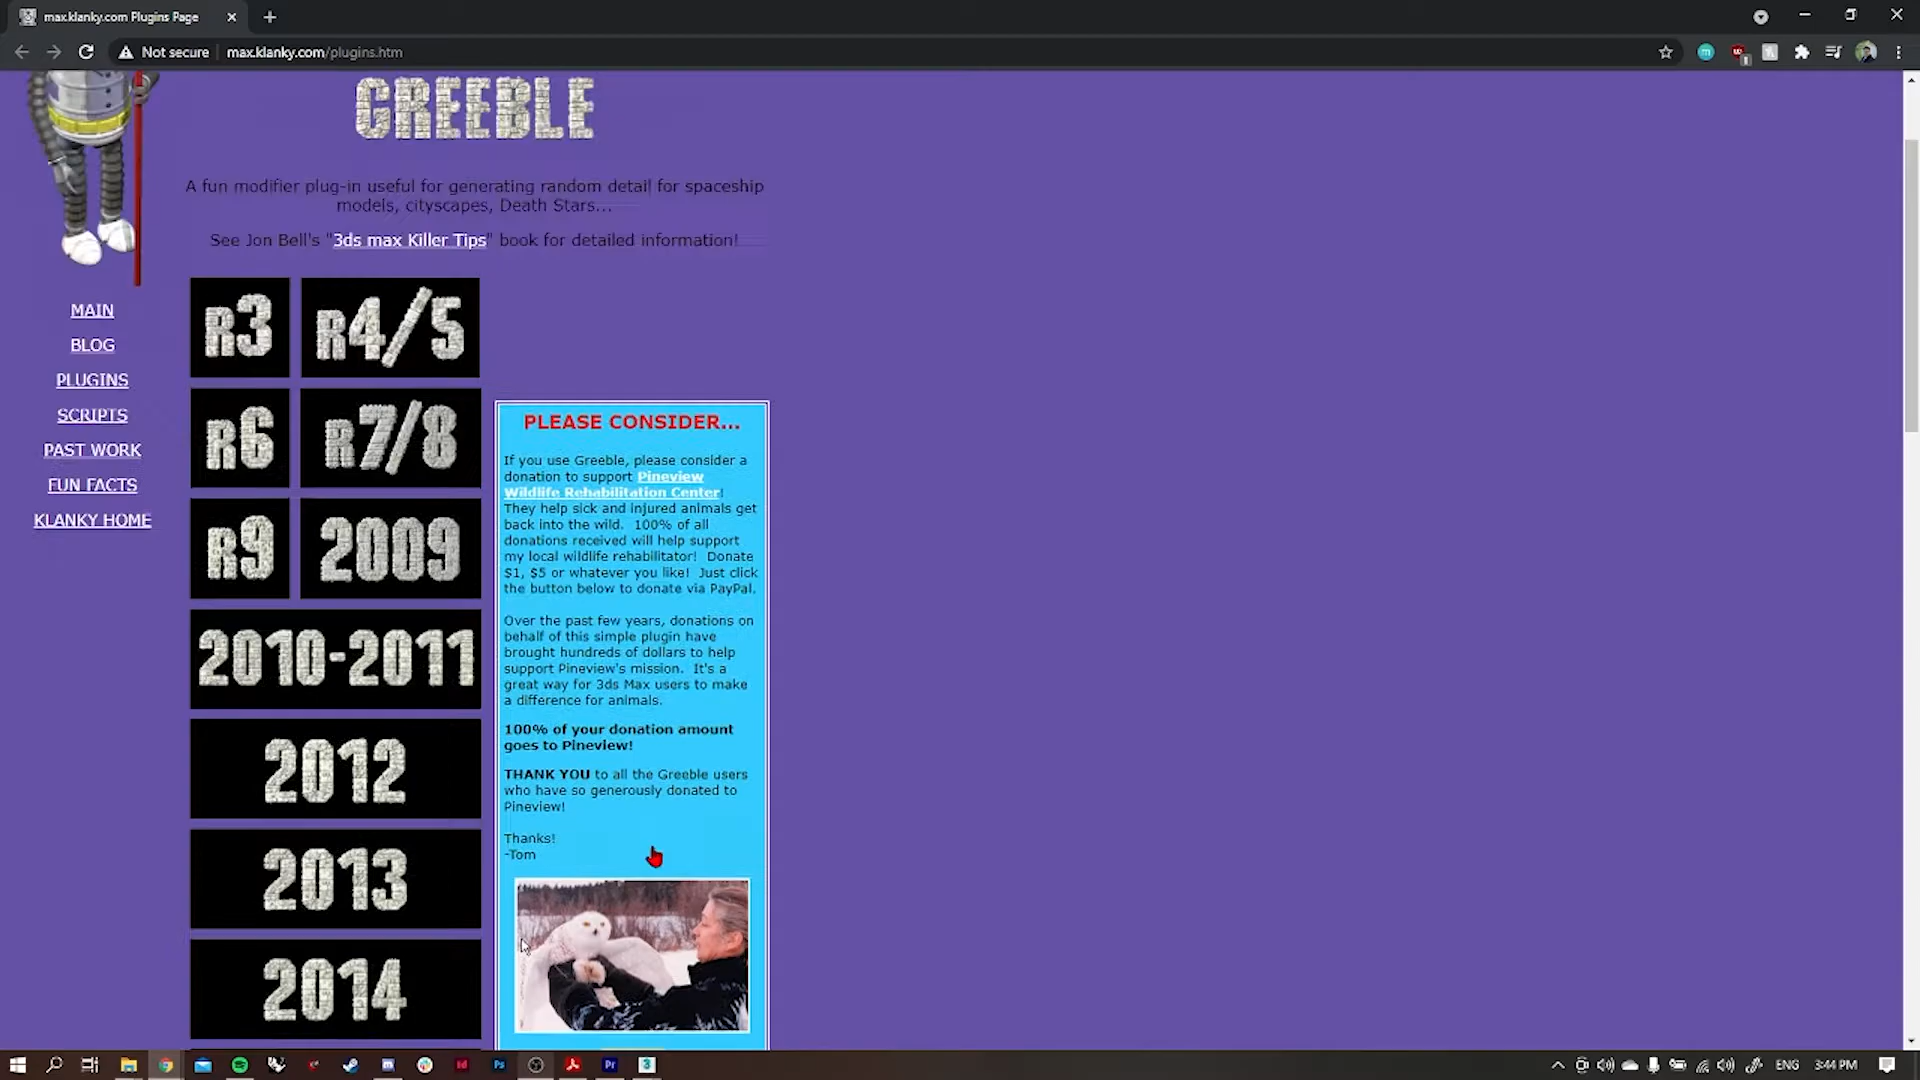 max.klanky.com Plugins Page
Not secure
max.klanky.com/plugins.htm
GREEBLE
A fun modifier plug-in useful for generating random detail for spaceship
models, cityscapes, Death Stars...
See Jon Bell's "3ds max Killer Tips" book for detailed information!
MAIN
BLOG
PLUGINS
SCRIPTS
PAST WORK
FUN FACTS
KLANKY HOME
R3
R4/5
R6
R7/8
R9
2009
2010-2011
2012
2013
2014
PLEASE CONSIDER...
If you use Greeble, please consider a
donation to support Pineview
Wildlife Rehabilitation Center!
They help sick and injured animals get
back into the wild. 100% of all
donations received will help support
my local wildlife rehabilitator! Donate
$1, $5 or whatever you like! Just click
the button below to donate via PayPal.
Over the past few years, donations on
behalf of this simple plugin have
brought hundreds of dollars to help
support Pineview's mission. It's a
great way for 3ds Max users to make
a difference for animals.
100% of your donation amount
goes to Pineview!
THANK YOU to all the Greeble users
who have so generously donated to
Pineview!
Thanks!
-Tom
Id
Ps
Pr
3
ENG
3:44 PM